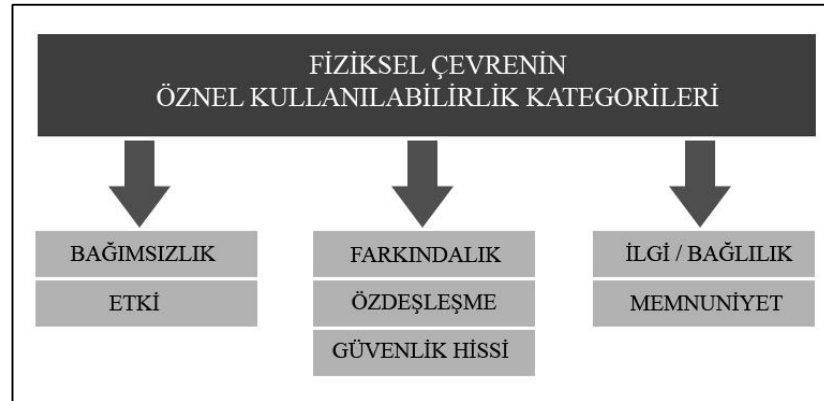 FİZİKSEL ÇEVRENİN
ÖZNEL KULLANILABİLİRLİK KATEGORİLERİ
BAĞIMSIZLIK
ETKİ
FARKINDALIK
ÖZDEŞLEŞME
GÜVENLİK HİSSİ
İLGİ / BAĞLILIK
MEMNUNİYET